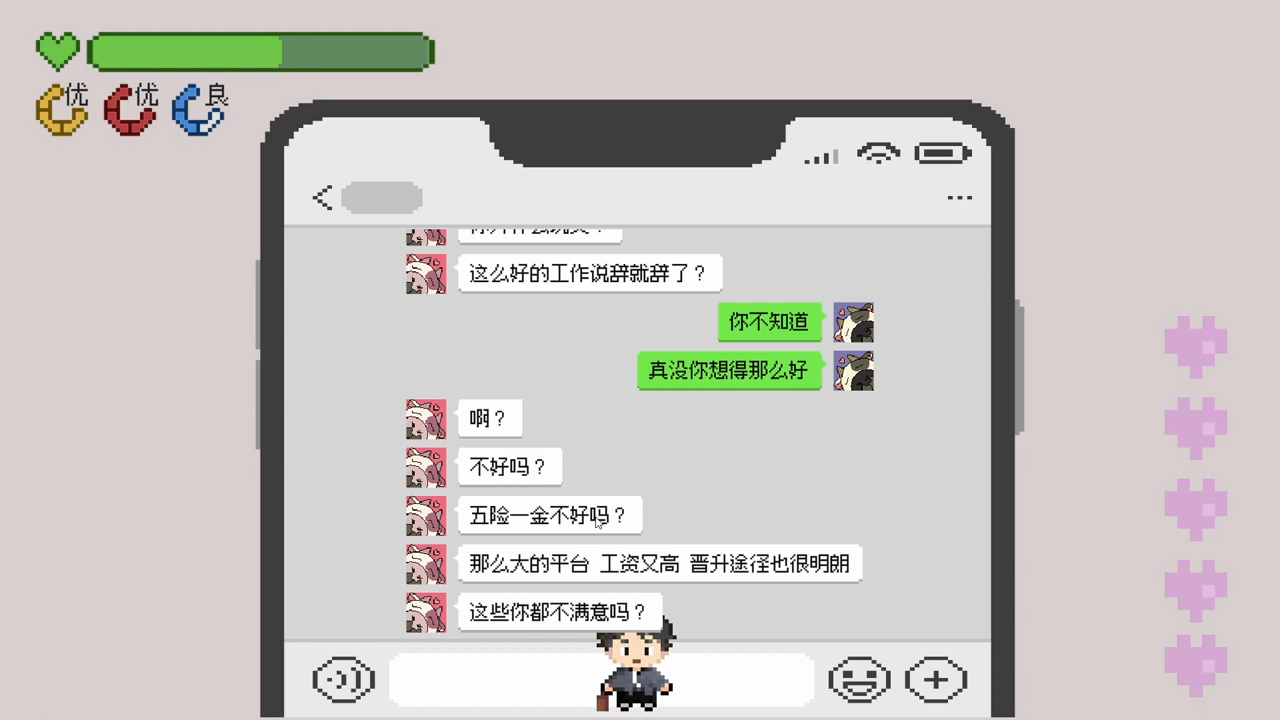 优 优 良
这么好的工作说辞就辞了？
你不知道
真没你想得那么好
啊？
不好吗？
五险一金不好吗？
那么大的平台 工资又高 晋升途径也很明朗
这些你都不满意吗？